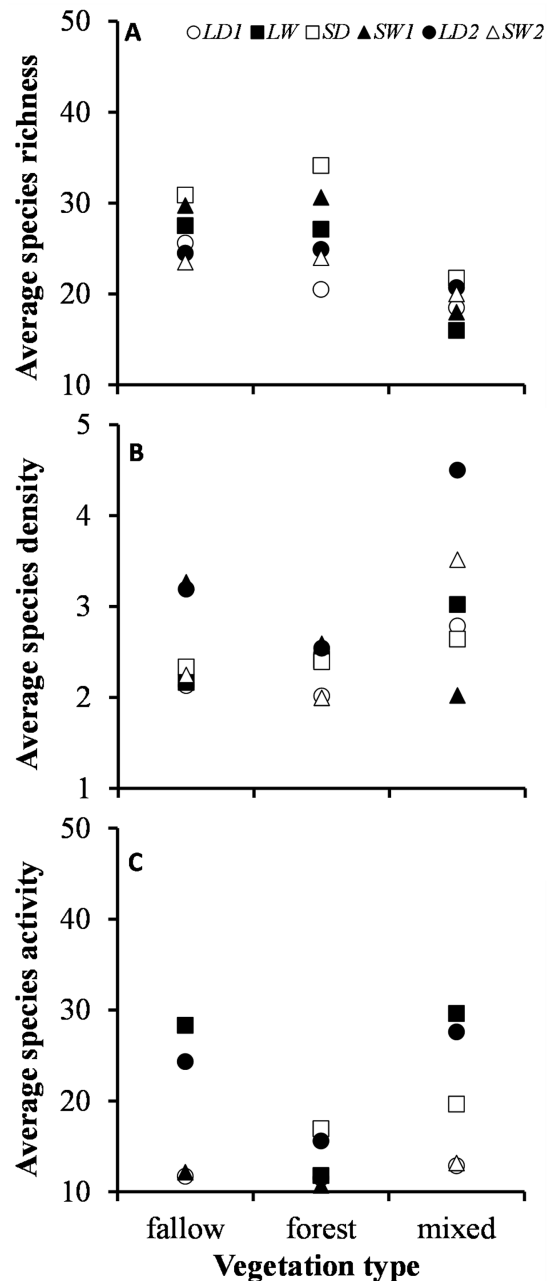 50
A
LD1 LW SD SW1 LD2 SW2
40
30
20
10
Average species richness
5
B
4
3
2
1
Average species density
50
C
40
30
20
10
Average species activity
fallow forest mixed
Vegetation type